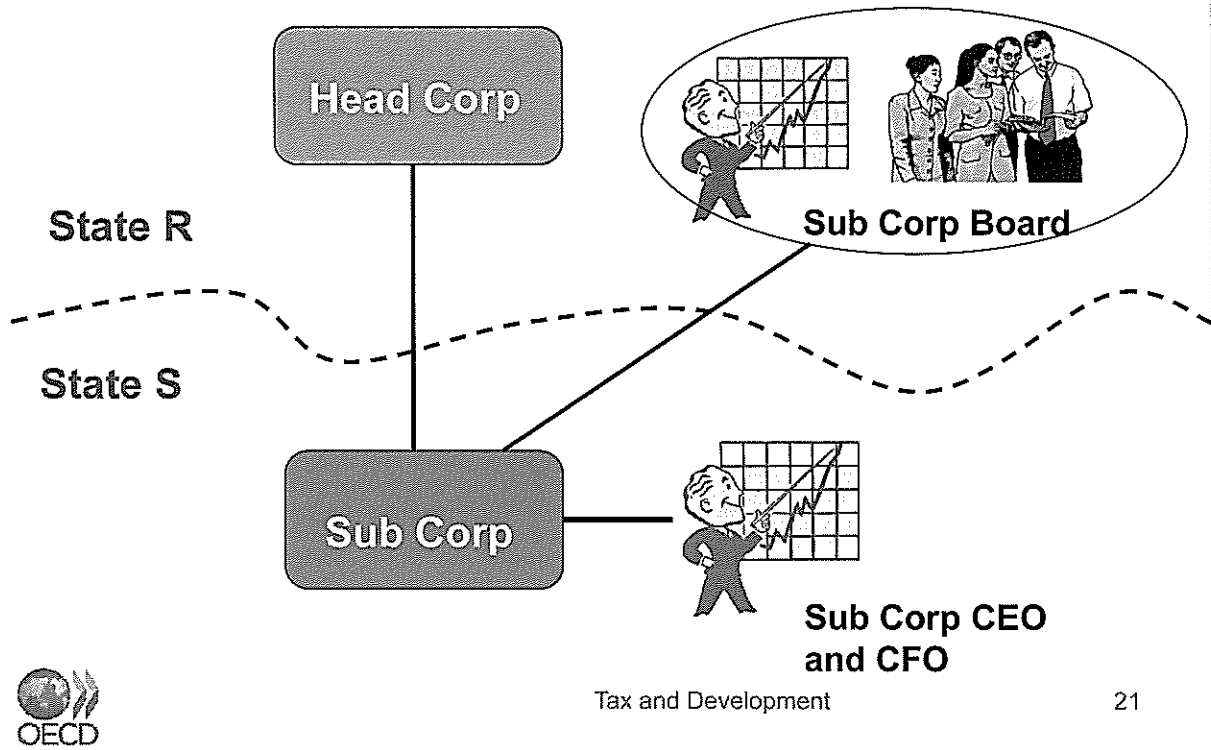 Head Corp
Sub Corp Board
State R
State S
Sub Corp
Sub Corp CEO
and CFO
OECD
Tax and Development
21